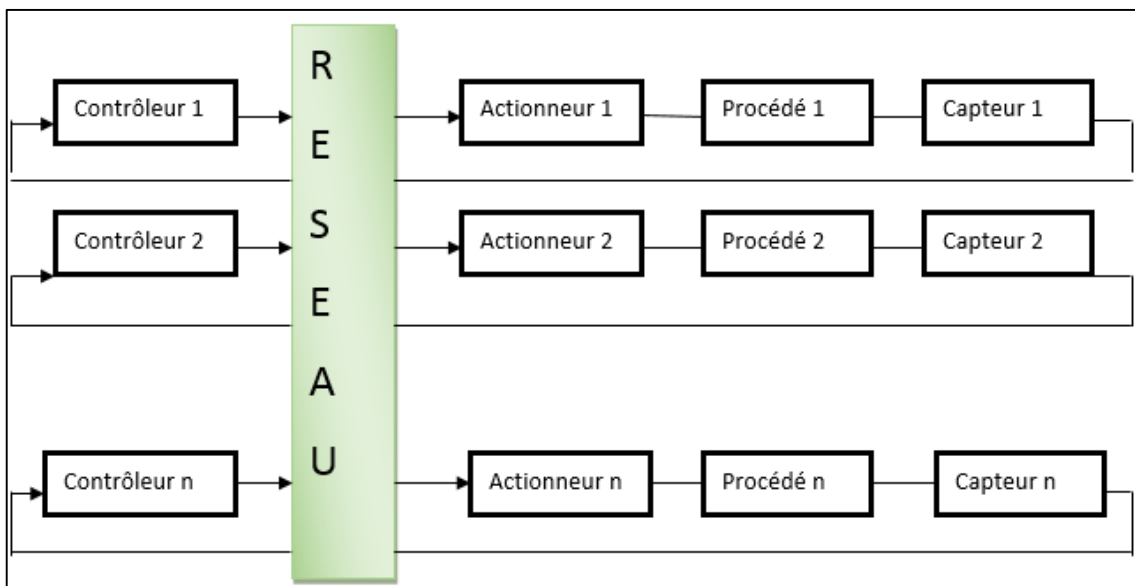 Contrôleur 1
RESEAU
Actionneur 1
Procédé 1
Capteur 1
Contrôleur 2
Actionneur 2
Procédé 2
Capteur 2
Contrôleur n
Actionneur n
Procédé n
Capteur n